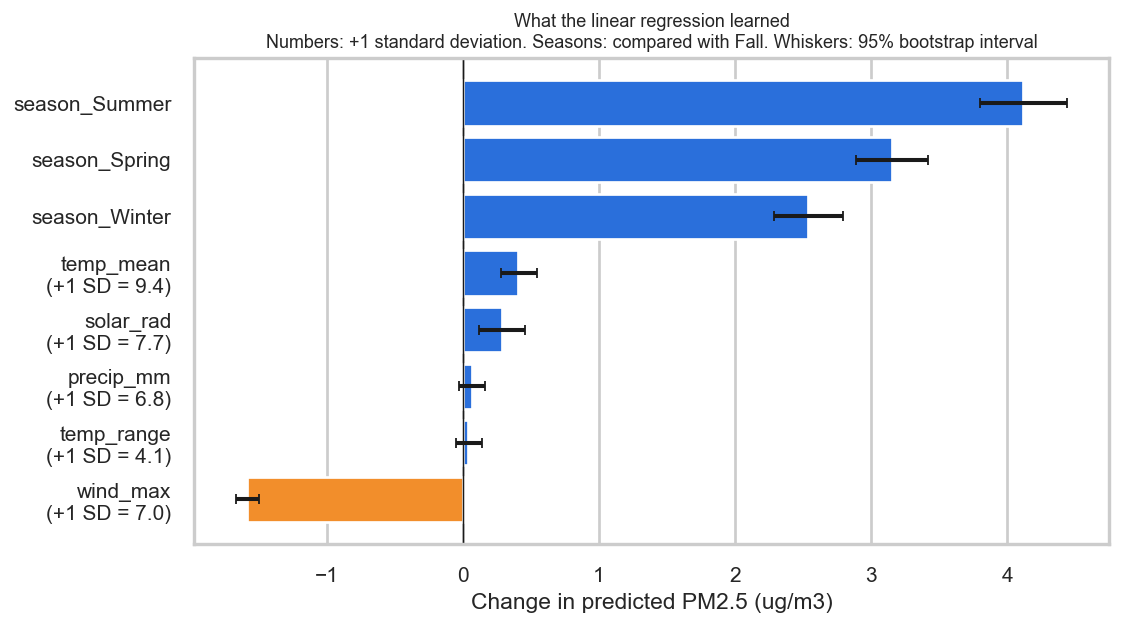 What the linear regression learned
Numbers: +1 standard deviation. Seasons: compared with Fall. Whiskers: 95% bootstrap interval
season_Summer
season_Spring
season_Winter
temp_mean
(+1 SD = 9.4)
solar_rad
(+1 SD = 7.7)
precip_mm
(+1 SD = 6.8)
temp_range
(+1 SD = 4.1)
wind_max
(+1 SD = 7.0)
−1 0 1 2 3 4
Change in predicted PM2.5 (ug/m3)